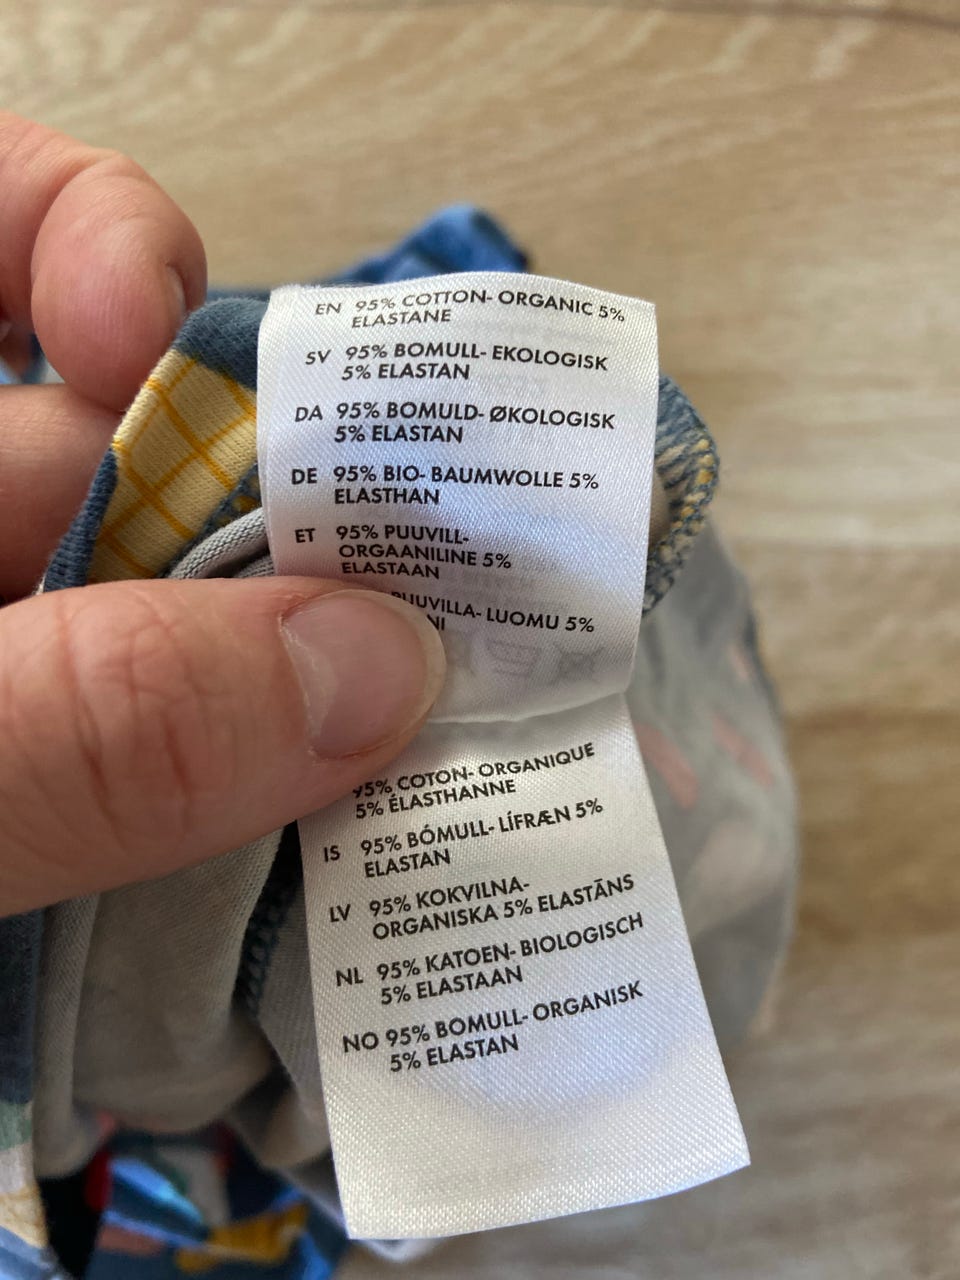 EN 95% COTTON- ORGANIC 5%
ELASTANE
SV 95% BOMULL- EKOLOGISK
5% ELASTAN
DA 95% BOMULD- ØKOLOGISK
5% ELASTAN
DE 95% BIO- BAUMWOLLE 5%
ELASTHAN
ET 95% PUUVILL-
ORGAANILINE 5%
ELASTAAN
PUUVILLA- LUOMU 5%
95% COTON- ORGANIQUE
5% ÉLASTHANNE
IS 95% BÓMULL- LÍFRÆN 5%
ELASTAN
LV 95% KOKVILNA-
ORGANISKA 5% ELASTĀNS
NL 95% KATOEN- BIOLOGISCH
5% ELASTAAN
NO 95% BOMULL- ORGANISK
5% ELASTAN